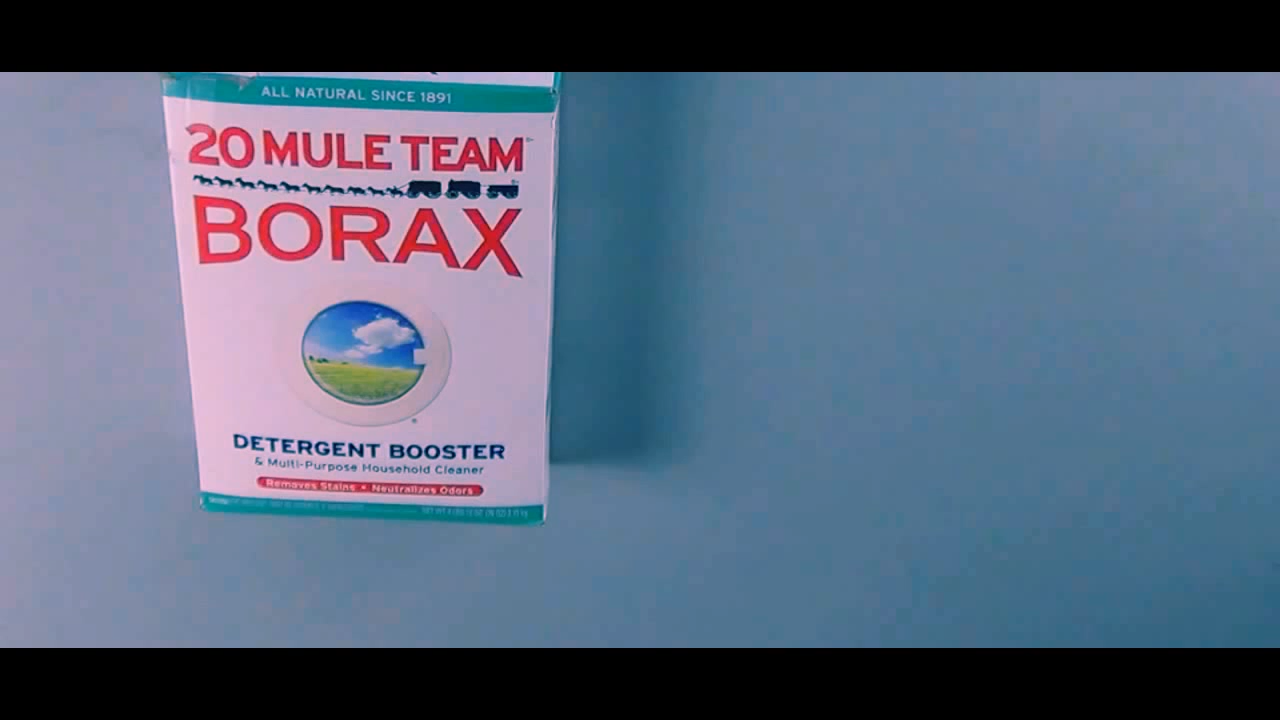 ALL NATURAL SINCE 1891
20 MULE TEAM
BORAX
DETERGENT BOOSTER
& Multi-Purpose Household Cleaner
Removes Stains • Neutralizes Odors